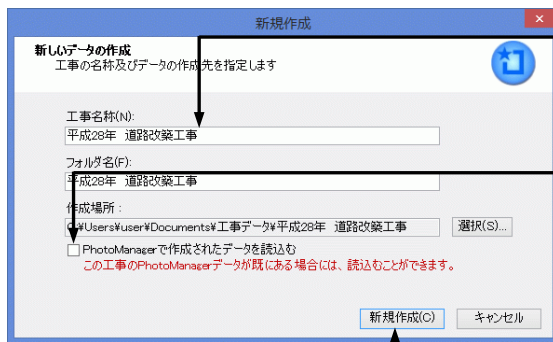 新規作成
新しいデータの作成
工事の名称及びデータの作成先を指定します
工事名称(N):
平成28年 道路改築工事
フォルダ名(F):
平成28年 道路改築工事
作成場所 :
C:¥Users¥user¥Documents¥工事データ¥平成28年 道路改築工事
選択(S)...
PhotoManagerで作成されたデータを読込む
この工事のPhotoManagerデータが既にある場合には、読込むことができます。
新規作成(C)
キャンセル